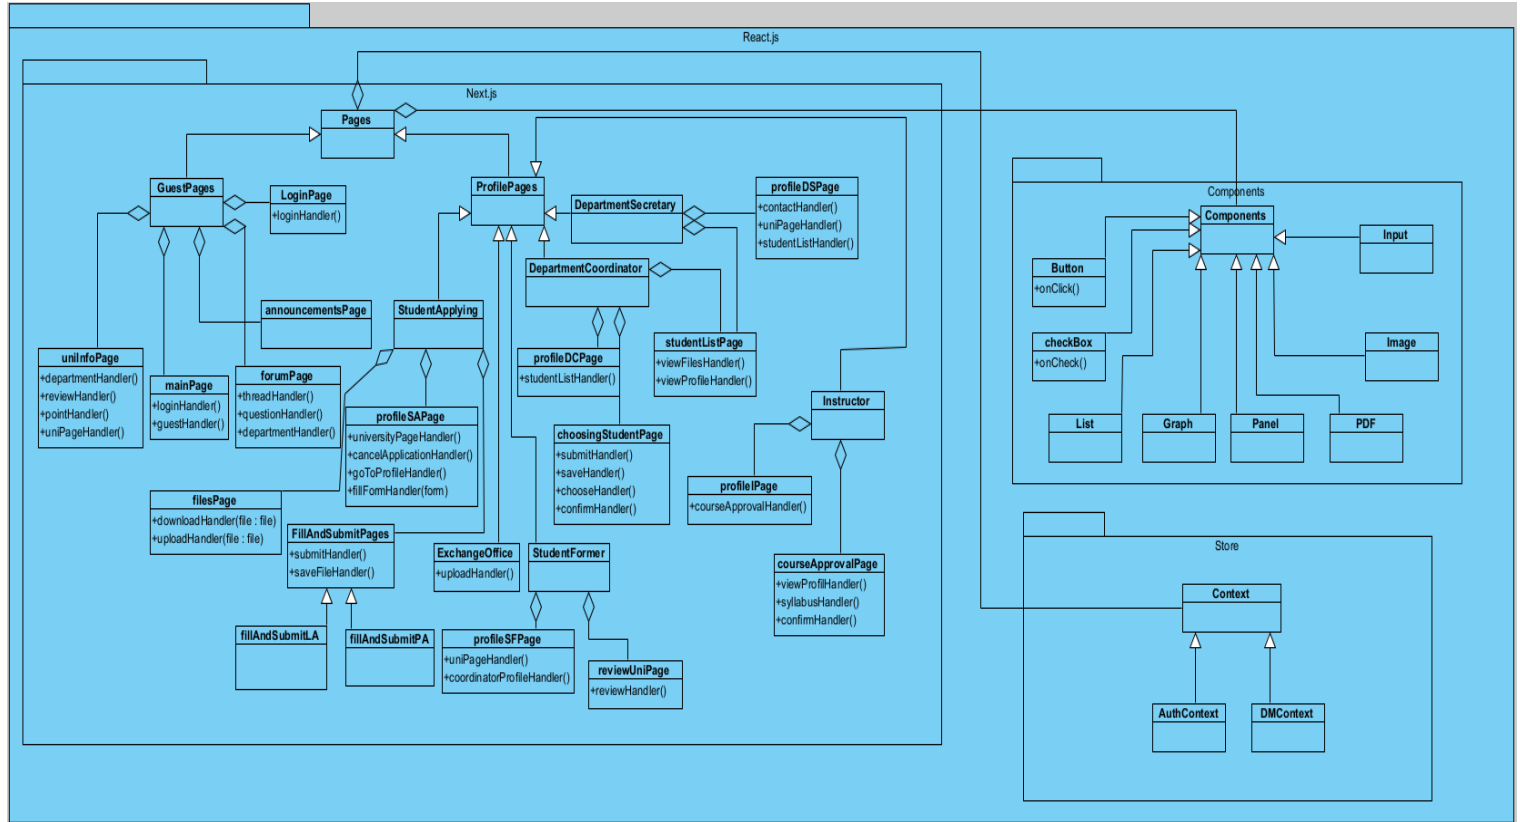 React.js
Next.js
Pages
GuestPages
LoginPage
+loginHandler()
ProfilePages
DepartmentSecretary
profileDSPage
+contactHandler()
+uniPageHandler()
+studentListHandler()
DepartmentCoordinator
announcementsPage
StudentApplying
uniInfoPage
+departmentHandler()
+reviewHandler()
+pointHandler()
+uniPageHandler()
mainPage
+loginHandler()
+guestHandler()
forumPage
+threadHandler()
+questionHandler()
+departmentHandler()
profileDCPage
+studentListHandler()
studentListPage
+viewFilesHandler()
+viewProfileHandler()
profileSAPage
+universityPageHandler()
+cancelApplicationHandler()
+goToProfileHandler()
+fillFormHandler(form)
choosingStudentPage
+submitHandler()
+saveHandler()
+chooseHandler()
+confirmHandler()
Instructor
profileIPage
+courseApprovalHandler()
filesPage
+downloadHandler(file : file)
+uploadHandler(file : file)
FillAndSubmitPages
+submitHandler()
+saveFileHandler()
ExchangeOffice
+uploadHandler()
StudentFormer
courseApprovalPage
+viewProfilHandler()
+syllabusHandler()
+confirmHandler()
fillAndSubmitLA
fillAndSubmitPA
profileSFPage
+uniPageHandler()
+coordinatorProfileHandler()
reviewUniPage
+reviewHandler()
Components
Components
Input
Button
+onClick()
checkBox
+onCheck()
Image
List
Graph
Panel
PDF
Store
Context
AuthContext
DMContext